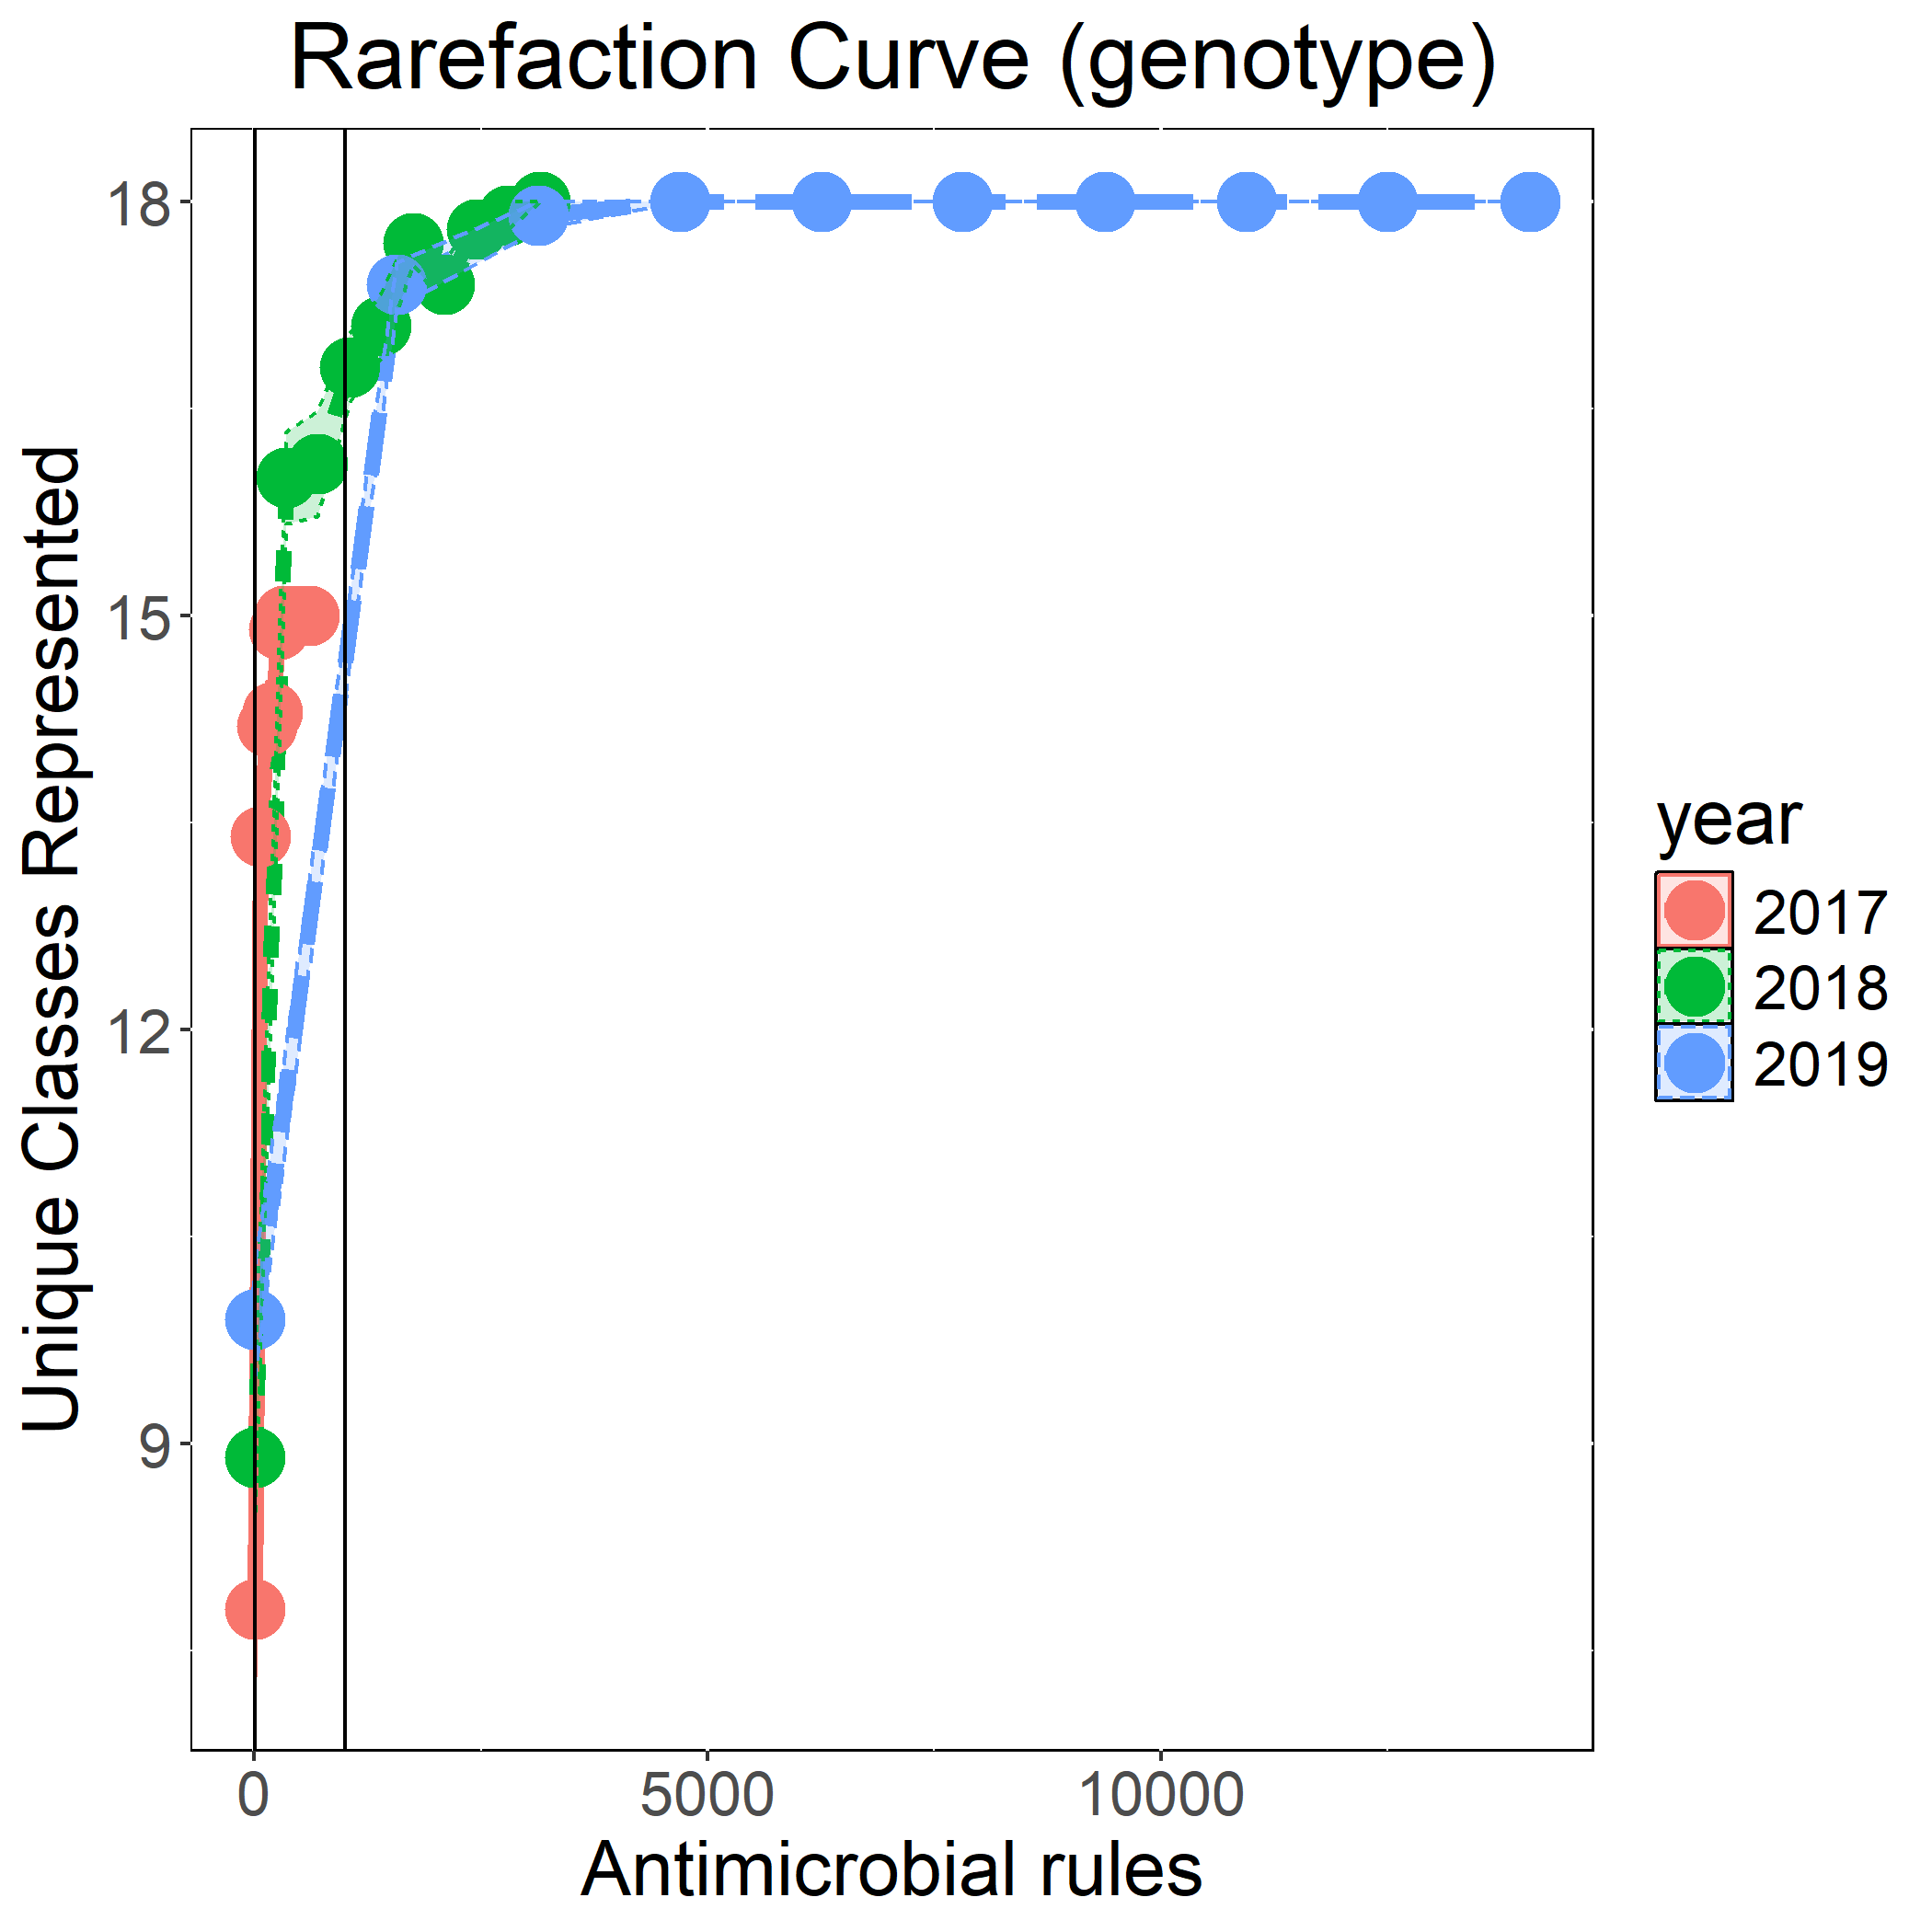 Rarefaction Curve (genotype)
Unique Classes Represented
18
15
12
9
0 5000 10000
Antimicrobial rules
year
2017
2018
2019